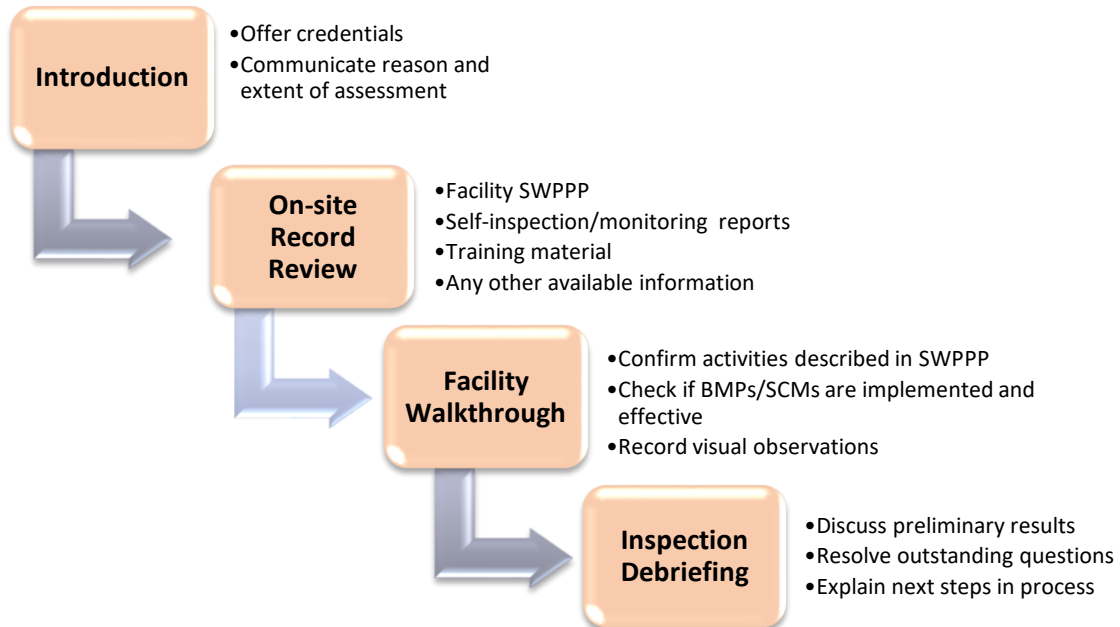 Introduction
•Offer credentials
•Communicate reason and
extent of assessment
On-site
Record
Review
•Facility SWPPP
•Self-inspection/monitoring reports
•Training material
•Any other available information
Facility
Walkthrough
•Confirm activities described in SWPPP
•Check if BMPs/SCMs are implemented and
effective
•Record visual observations
Inspection
Debriefing
•Discuss preliminary results
•Resolve outstanding questions
•Explain next steps in process